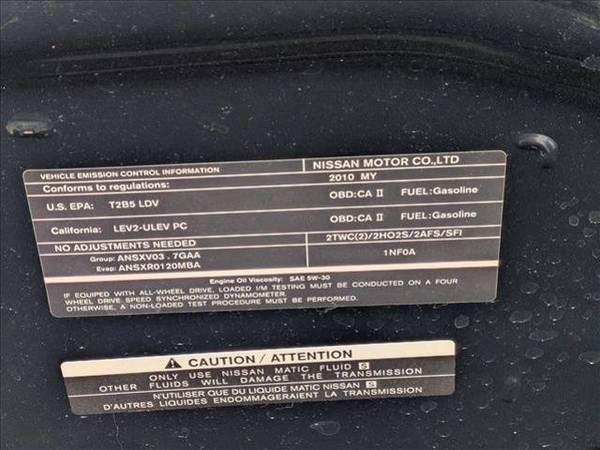 VEHICLE EMISSION CONTROL INFORMATION NISSAN MOTOR CO.,LTD
Conforms to regulations: 2010 MY
U.S. EPA: T2B5 LDV OBD:CA II FUEL:Gasoline
California: LEV2-ULEV PC OBD:CA II FUEL:Gasoline
NO ADJUSTMENTS NEEDED 2TWC(2)/2HO2S/2AFS/SFI
Group: ANSXV03.7GAA 1NF0A
Evap: ANSXR0120MBA
Engine Oil Viscosity: SAE 5W-30
IF EQUIPPED WITH ALL-WHEEL DRIVE, LOADED I/M TESTING MUST BE CONDUCTED ON A FOUR
WHEEL DRIVE SPEED SYNCHRONIZED DYNAMOMETER.
OTHERWISE, A NON-LOADED TEST PROCEDURE MUST BE PERFORMED.
CAUTION / ATTENTION
ONLY USE NISSAN MATIC FLUID S
OTHER FLUIDS WILL DAMAGE THE TRANSMISSION
N'UTILISER QUE DU LIQUIDE MATIC NISSAN S
D'AUTRES LIQUIDES ENDOMMAGERAIENT LA TRANSMISSION